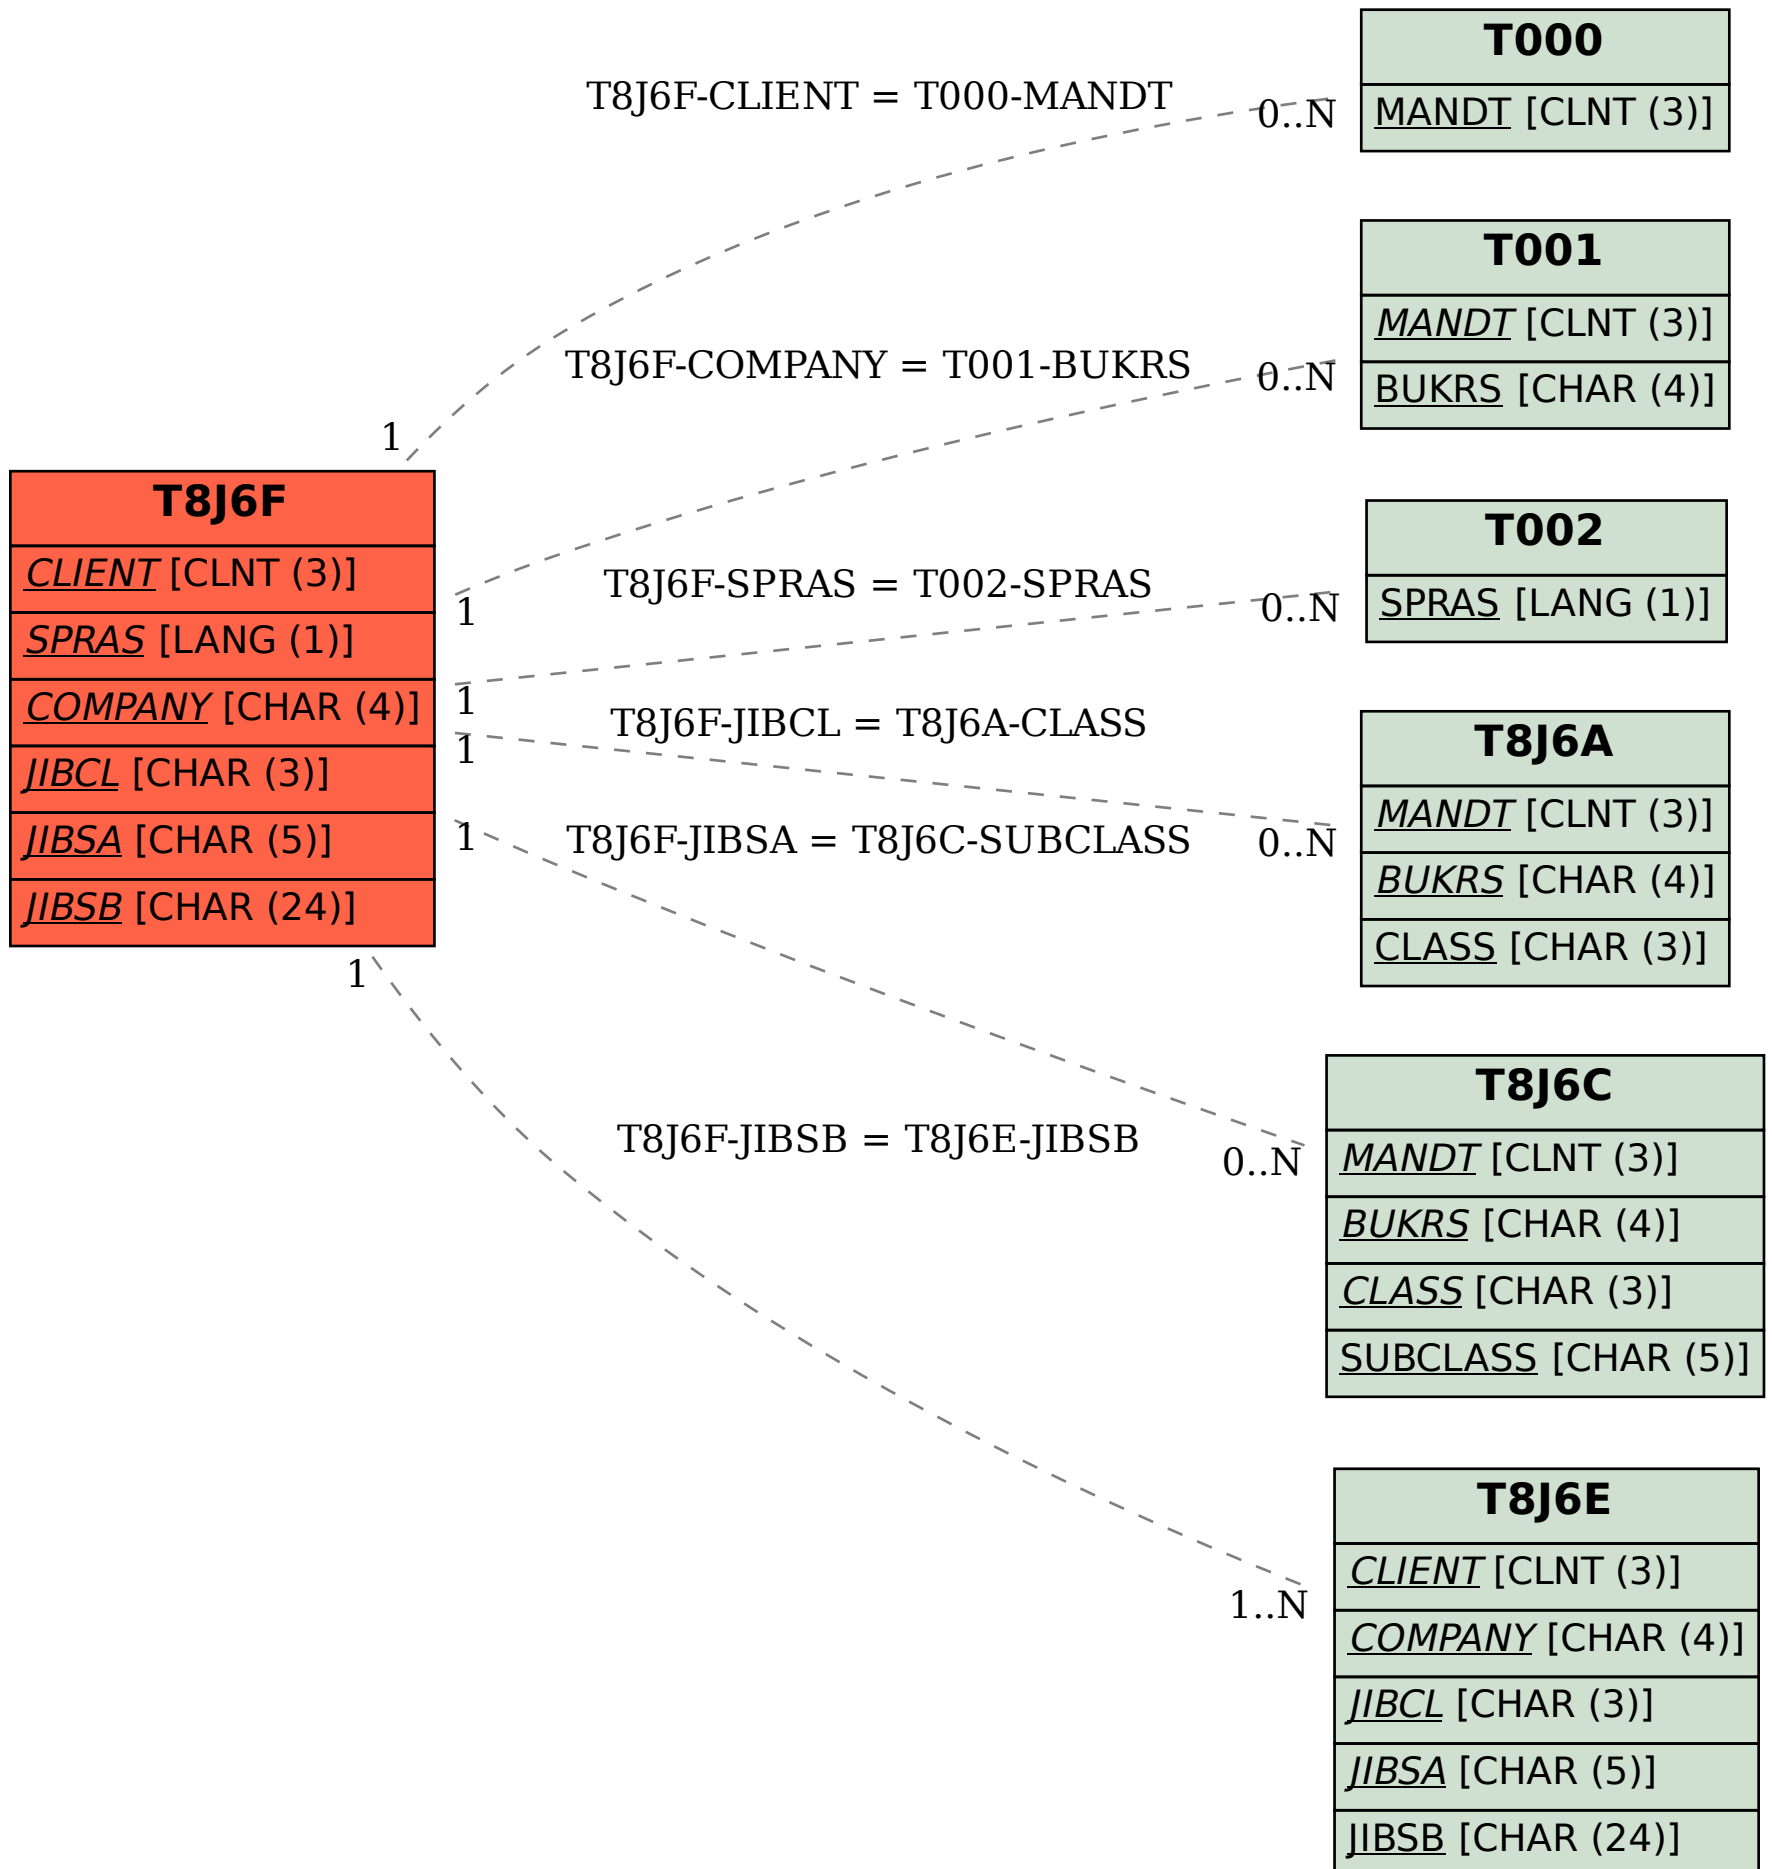 T000
MANDT [CLNT (3)]
T8J6F-CLIENT = T000-MANDT
0..N
1
T001
MANDT [CLNT (3)]
BUKRS [CHAR (4)]
T8J6F-COMPANY = T001-BUKRS
0..N
1
T8J6F
CLIENT [CLNT (3)]
SPRAS [LANG (1)]
COMPANY [CHAR (4)]
JIBCL [CHAR (3)]
JIBSA [CHAR (5)]
JIBSB [CHAR (24)]
T002
SPRAS [LANG (1)]
T8J6F-SPRAS = T002-SPRAS
0..N
1
T8J6F-JIBCL = T8J6A-CLASS
1
0..N
T8J6A
MANDT [CLNT (3)]
BUKRS [CHAR (4)]
CLASS [CHAR (3)]
T8J6F-JIBSA = T8J6C-SUBCLASS
1
0..N
T8J6C
MANDT [CLNT (3)]
BUKRS [CHAR (4)]
CLASS [CHAR (3)]
SUBCLASS [CHAR (5)]
1
T8J6F-JIBSB = T8J6E-JIBSB
1..N
T8J6E
CLIENT [CLNT (3)]
COMPANY [CHAR (4)]
JIBCL [CHAR (3)]
JIBSA [CHAR (5)]
JIBSB [CHAR (24)]